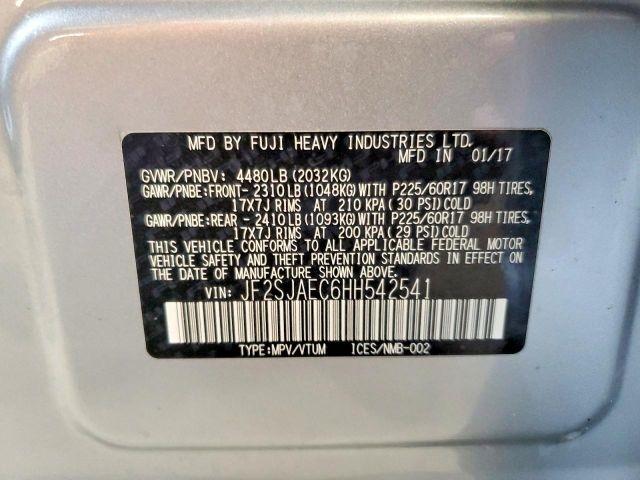 MFD BY FUJI HEAVY INDUSTRIES LTD.
MFD IN 01/17
GVWR/PNBV: 4480LB(2032KG)
GAWR/PNBE:FRONT-2310LB(1048KG)WITH P225/60R17 98H TIRES,
17X7J RIMS AT 210 KPA(30 PSI)COLD
GAWR/PNBE:REAR -2410LB(1093KG)WITH P225/60R17 98H TIRES,
17X7J RIMS AT 200 KPA(29 PSI)COLD
THIS VEHICLE CONFORMS TO ALL APPLICABLE FEDERAL MOTOR
VEHICLE SAFETY AND THEFT PREVENTION STANDARDS IN EFFECT ON
THE DATE OF MANUFACTURE SHOWN ABOVE.
VIN: JF2SJAEC6HH542541
TYPE:MPV/VTUM ICES/NMB-002